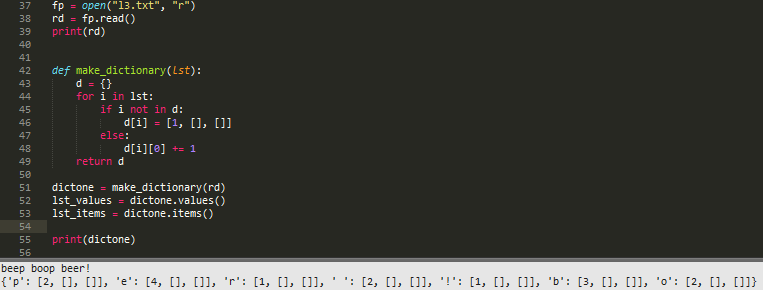 37 fp = open("l3.txt", "r")
38 rd = fp.read()
39 print(rd)
40
41
42 def make_dictionary(lst):
43     d = {}
44     for i in lst:
45         if i not in d:
46             d[i] = [1, [], []]
47         else:
48             d[i][0] += 1
49     return d
50
51 dictone = make_dictionary(rd)
52 lst_values = dictone.values()
53 lst_items = dictone.items()
54
55 print(dictone)
56
beep boop beer!
{'p': [2, [], []], 'e': [4, [], []], 'r': [1, [], []], ' ': [2, [], []], '!': [1, [], []], 'b': [3, [], []], 'o': [2, [], []]}